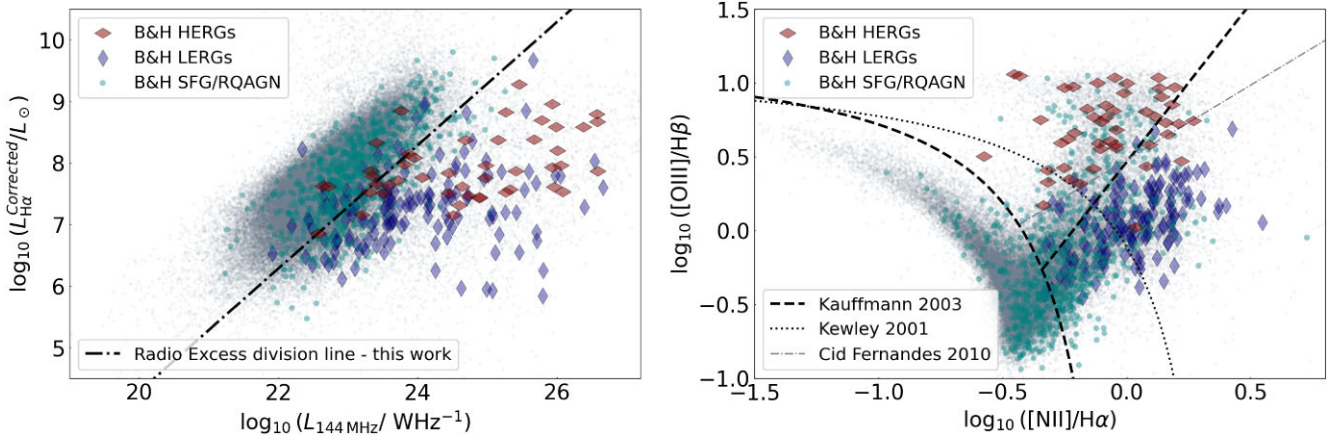 10
9
8
7
6
5
20
22
24
26
log₁₀ (L_Hα^Corrected/L_⊙)
log₁₀ (L_144 MHz/ WHz⁻¹)
B&H HERGs
B&H LERGs
B&H SFG/RQAGN
Radio Excess division line - this work
1.5
1.0
0.5
0.0
−0.5
−1.0
−1.5
−1.0
−0.5
0.0
0.5
log₁₀ ([OIII]/Hβ)
log₁₀ ([NII]/Hα)
B&H HERGs
B&H LERGs
B&H SFG/RQAGN
Kauffmann 2003
Kewley 2001
Cid Fernandes 2010